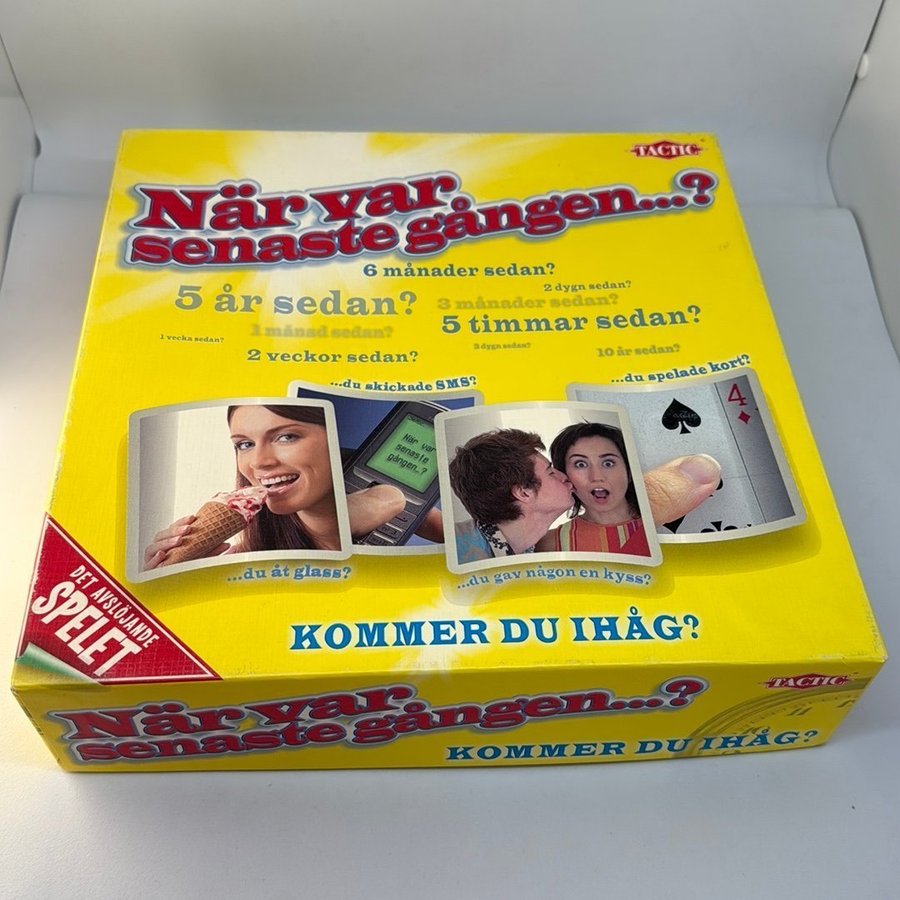 TACTIC
När var
senaste gången...?
6 månader sedan?
2 dygn sedan?
5 år sedan?
3 månader sedan?
1 månad sedan?
5 timmar sedan?
1 vecka sedan?
3 dygn sedan?
2 veckor sedan?
10 år sedan?
...du skickade SMS?
...du spelade kort?
När var
senaste
gången..?
4
...du åt glass?
...du gav någon en kyss?
DET AVSLÖJANDE
SPELET
KOMMER DU IHÅG?
När var
senaste gången...?
TACTIC
KOMMER DU IHÅG?